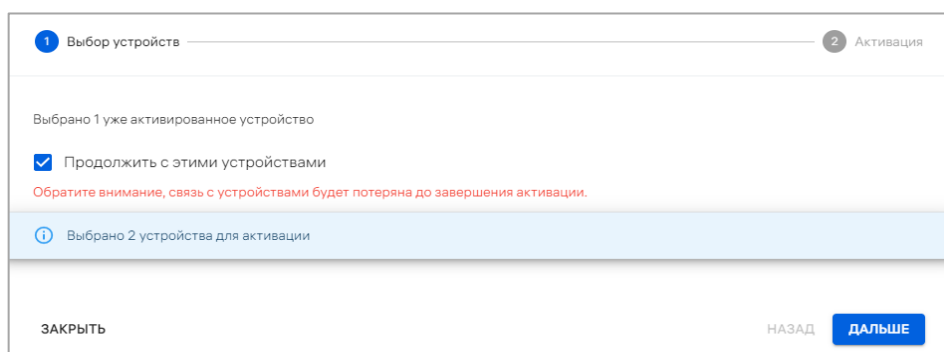 1 Выбор устройств
2 Активация
Выбрано 1 уже активированное устройство
Продолжить с этими устройствами
Обратите внимание, связь с устройствами будет потеряна до завершения активации.
Выбрано 2 устройства для активации
ЗАКРЫТЬ
НАЗАД
ДАЛЬШЕ